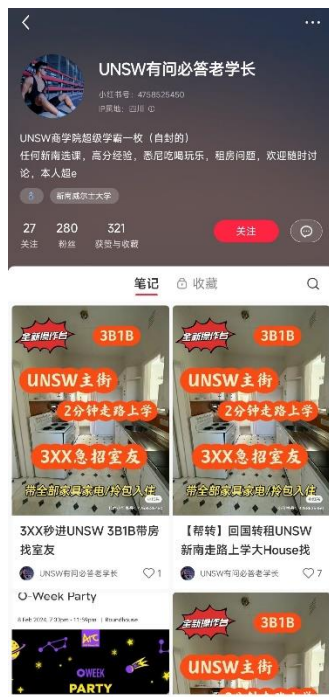 UNSW有问必答老学长
小红书号：4758525450
IP属地：四川
UNSW商学院超级学霸一枚（自封的）
任何新南选课，高分经验，悉尼吃喝玩乐，租房问题，欢迎随时讨
论，本人超e
新南威尔士大学
27 280 321
关注 粉丝 获赞与收藏
关注
笔记 收藏
全新操作台
3B1B
UNSW主街
2分钟走路上学
3XX急招室友
带全部家具家电/拎包入住
3XX秒进UNSW 3B1B带房
找室友
UNSW有问必答老学长 1
全新操作台
3B1B
UNSW主街
2分钟走路上学
3XX急招室友
带全部家具家电/拎包入住
【帮转】回国转租UNSW
新南走路上学大House找
UNSW有问必答老学长 7
O-Week Party
Roundhouse
Arc
OWEEK
PARTY
全新操作台
3B1B
UNSW主街
2分钟走路上学